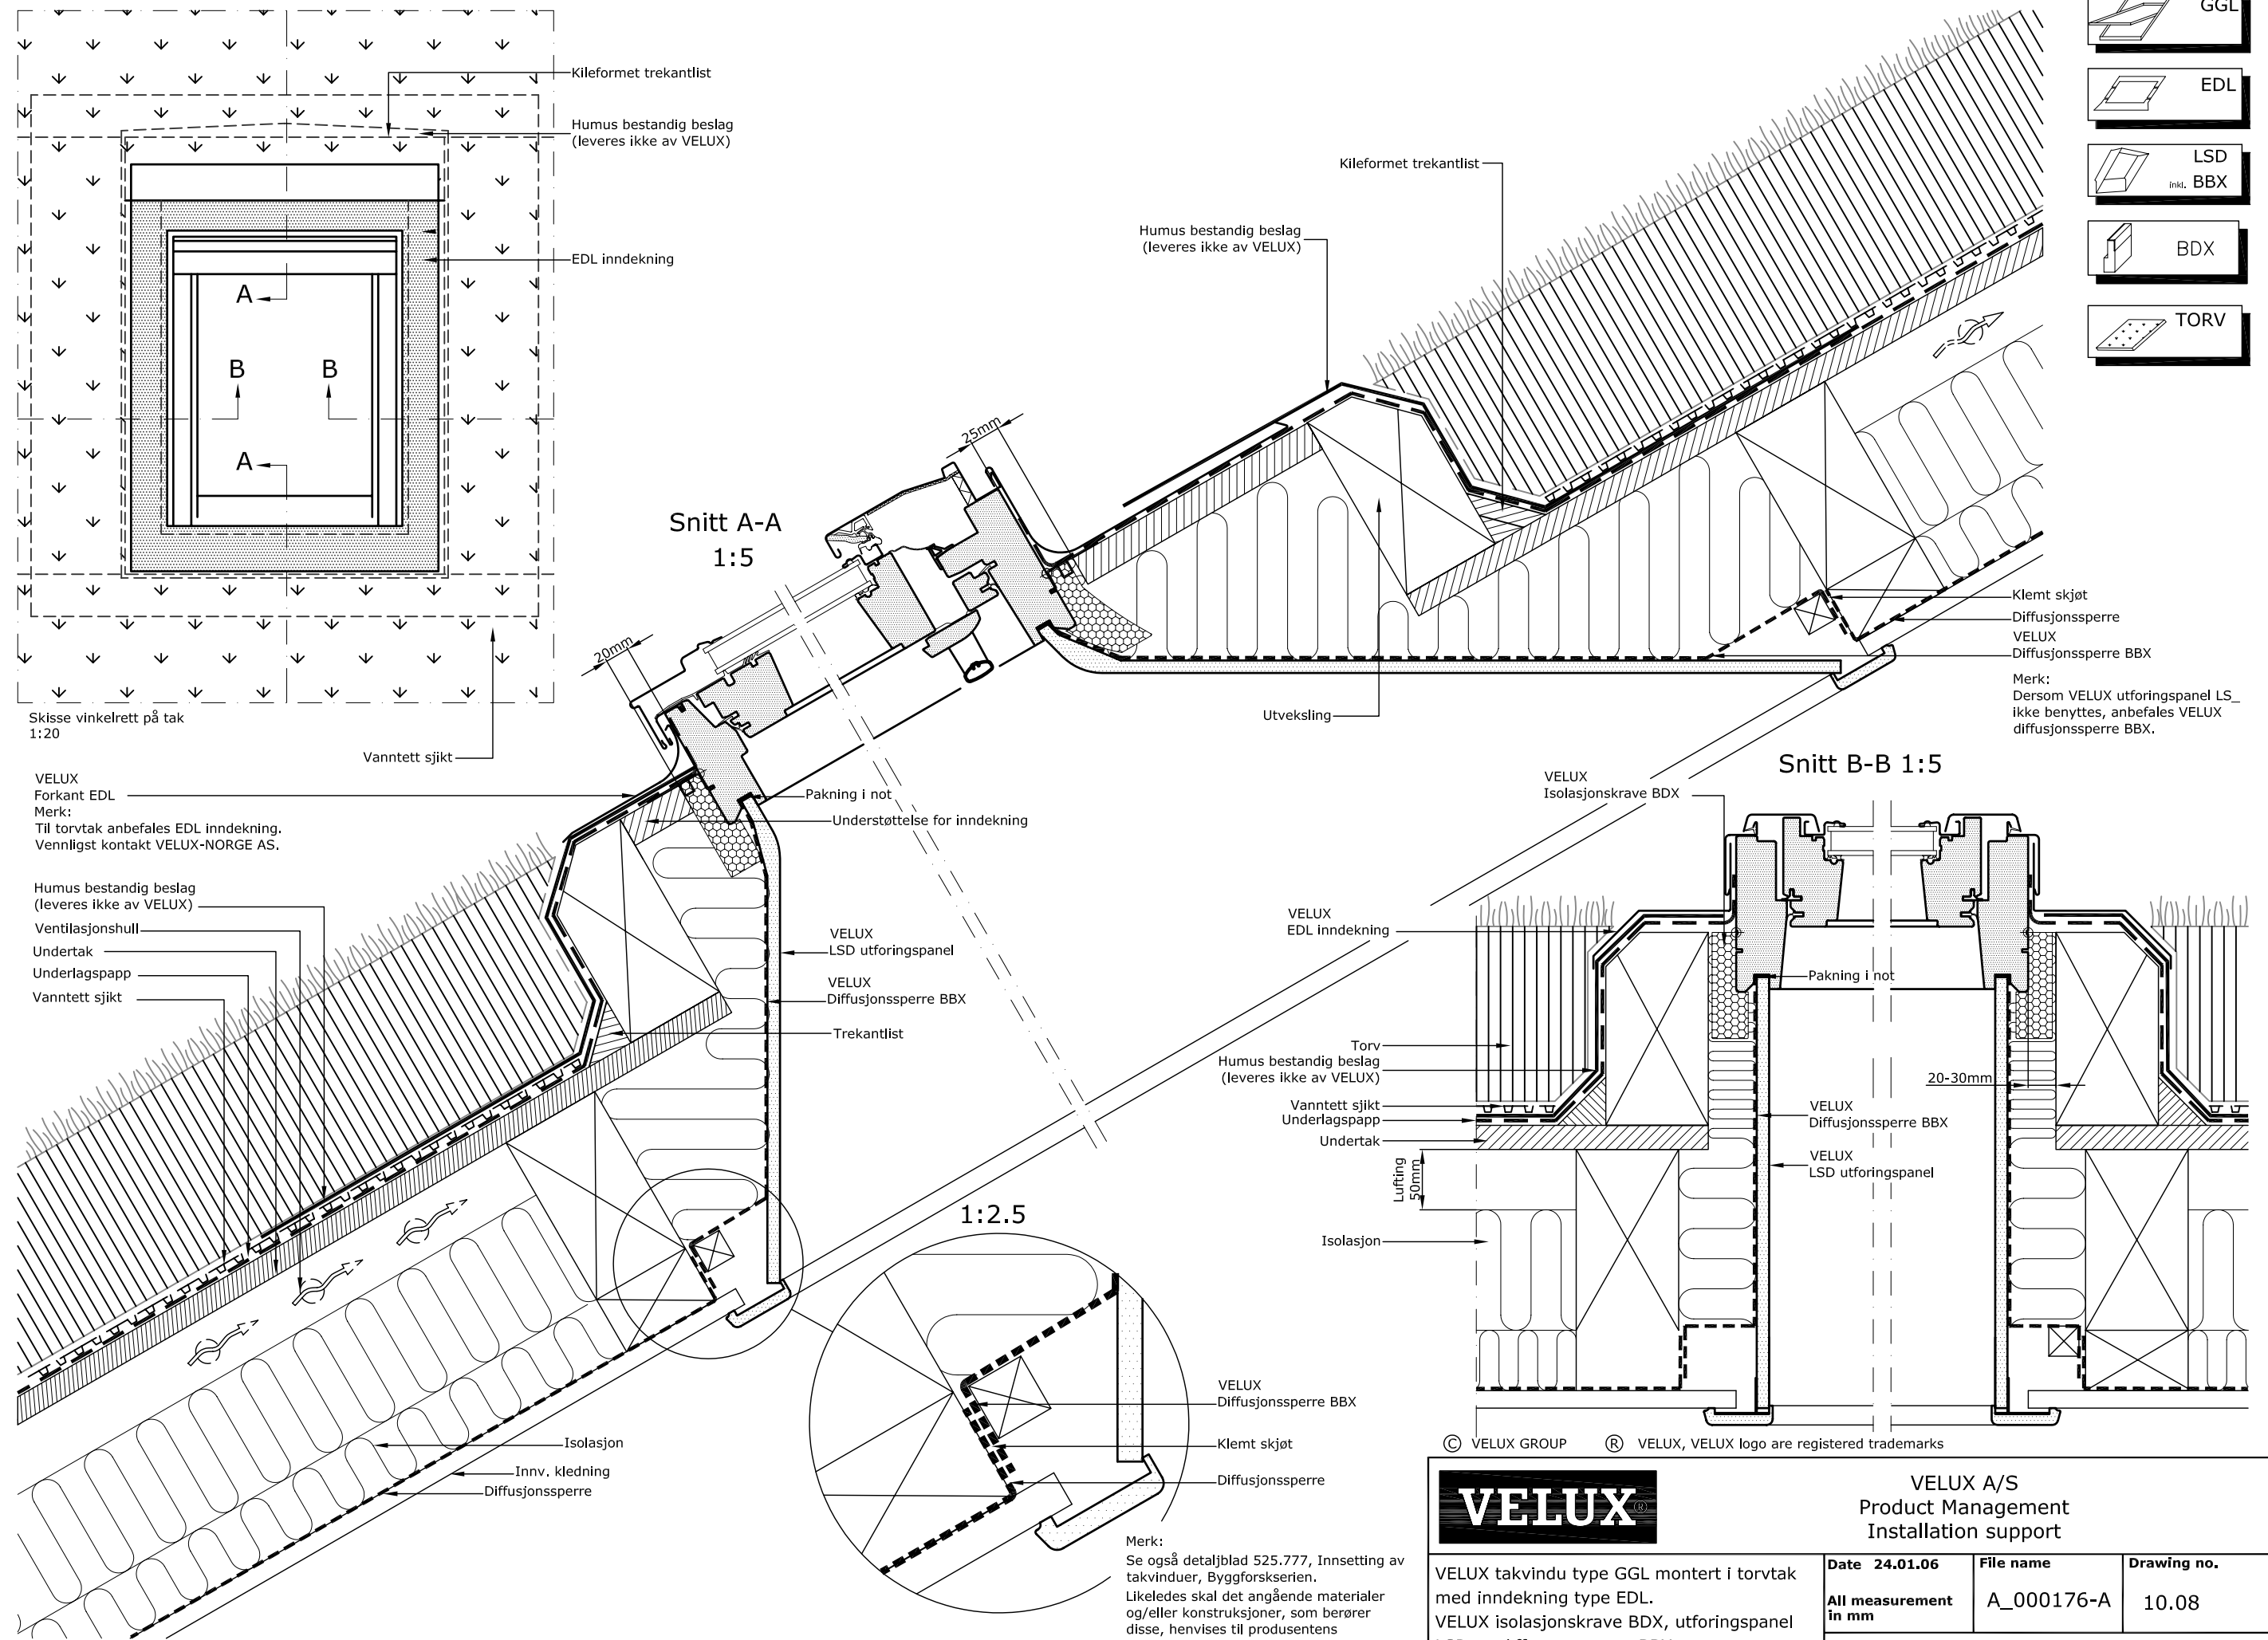 Kileformet trekantlist
Humus bestandig beslag
(leveres ikke av VELUX)
EDL inndekning
A
B
B
A
Skisse vinkelrett på tak
1:20
Vanntett sjikt
VELUX
Forkant EDL
Merk:
Til torvtak anbefales EDL inndekning.
Vennligst kontakt VELUX-NORGE AS.
Humus bestandig beslag
(leveres ikke av VELUX)
Ventilasjonshull
Undertak
Underlagspapp
Vanntett sjikt
Snitt A-A
1:5
20mm
25mm
Kileformet trekantlist
Humus bestandig beslag
(leveres ikke av VELUX)
Utveksling
Pakning i not
Understøttelse for inndekning
VELUX
LSD utforingspanel
VELUX
Diffusjonssperre BBX
Trekantlist
Isolasjon
Innv. kledning
Diffusjonssperre
1:2.5
VELUX
Diffusjonssperre BBX
Klemt skjøt
Diffusjonssperre
Merk:
Se også detaljblad 525.777, Innsetting av
takvinduer, Byggforskserien.
Likeledes skal det angående materialer
og/eller konstruksjoner, som berører
disse, henvises til produsentens
GGL
EDL
LSD
inkl. BBX
BDX
TORV
Klemt skjøt
Diffusjonssperre
VELUX
Diffusjonssperre BBX
Merk:
Dersom VELUX utforingspanel LS_
ikke benyttes, anbefales VELUX
diffusjonssperre BBX.
Snitt B-B 1:5
VELUX
Isolasjonskrave BDX
VELUX
EDL inndekning
Pakning i not
Torv
Humus bestandig beslag
(leveres ikke av VELUX)
Vanntett sjikt
Underlagspapp
Undertak
Lufting
50mm
Isolasjon
20-30mm
VELUX
Diffusjonssperre BBX
VELUX
LSD utforingspanel
© VELUX GROUP ® VELUX, VELUX logo are registered trademarks
VELUX®
VELUX A/S
Product Management
Installation support
VELUX takvindu type GGL montert i torvtak
med inndekning type EDL.
VELUX isolasjonskrave BDX, utforingspanel
Date 24.01.06
All measurement
in mm
File name
A_000176-A
Drawing no.
10.08